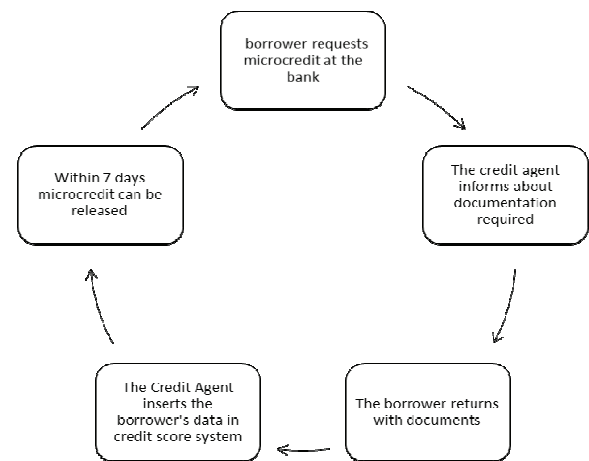 borrower requests
microcredit at the
bank
The credit agent
informs about
documentation
required
The borrower returns
with documents
The Credit Agent
inserts the
borrower's data in
credit score system
Within 7 days
microcredit can be
released